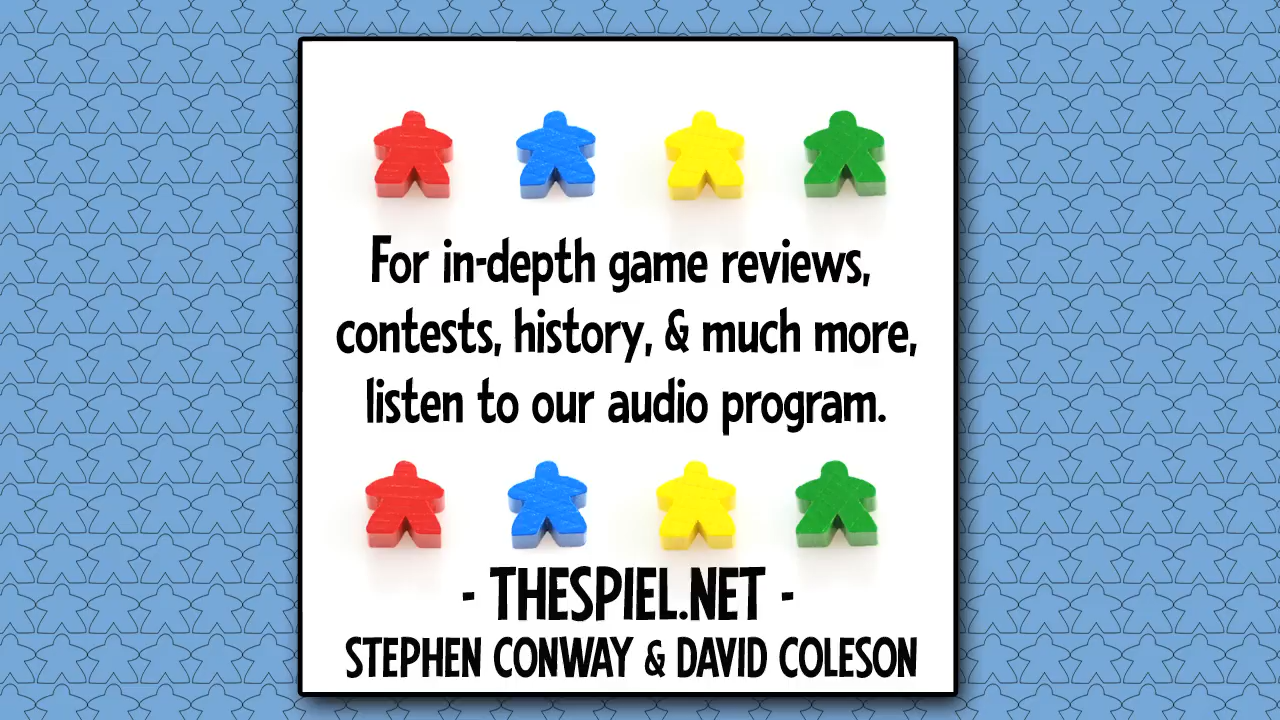 For in-depth game reviews,
contests, history, & much more,
listen to our audio program.
- THESPIEL.NET -
STEPHEN CONWAY & DAVID COLESON